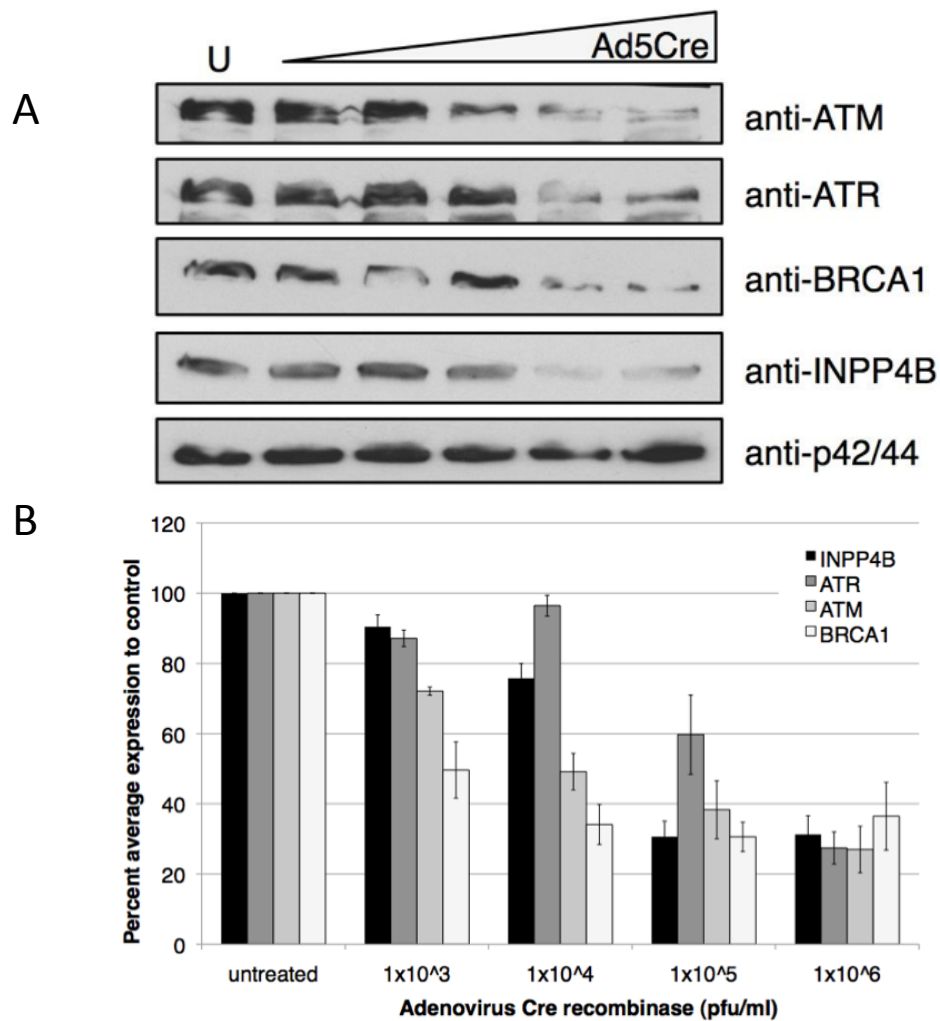 U
Ad5Cre
A
anti-ATM
anti-ATR
anti-BRCA1
anti-INPP4B
anti-p42/44
B
120
100
80
60
40
20
0
Percent average expression to control
INPP4B
ATR
ATM
BRCA1
untreated
1x10^3
1x10^4
1x10^5
1x10^6
Adenovirus Cre recombinase (pfu/ml)